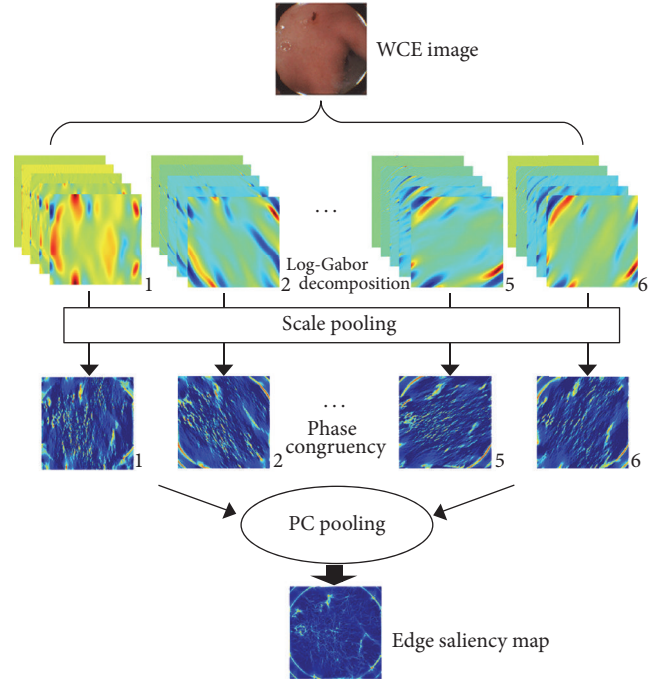 WCE image
…
Log-Gabor
decomposition
1
2
5
6
Scale pooling
…
Phase
congruency
1
2
5
6
PC pooling
Edge saliency map